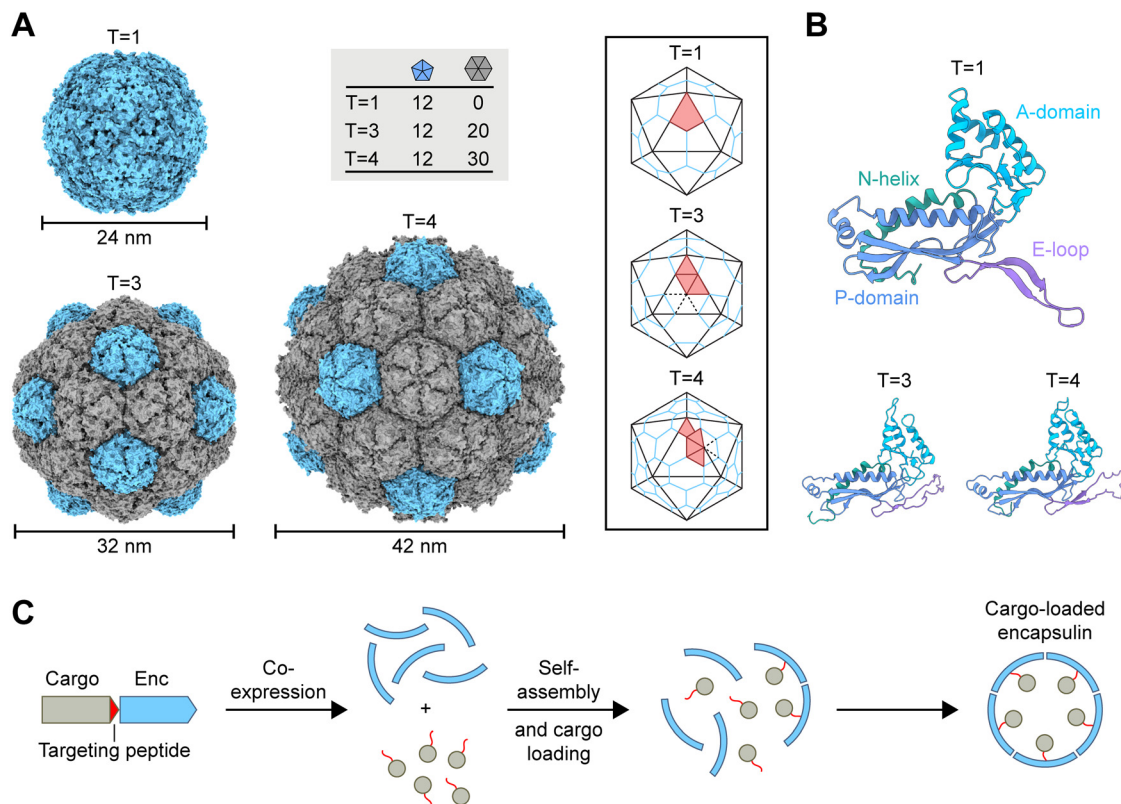 A
T=1
24 nm
T=1 12 0
T=3 12 20
T=4 12 30
T=3
32 nm
T=4
42 nm
T=1
T=3
T=4
B
T=1
A-domain
N-helix
E-loop
P-domain
T=3
T=4
C
Cargo
Enc
Targeting peptide
Co-
expression
+
Self-
assembly
and cargo
loading
Cargo-loaded
encapsulin